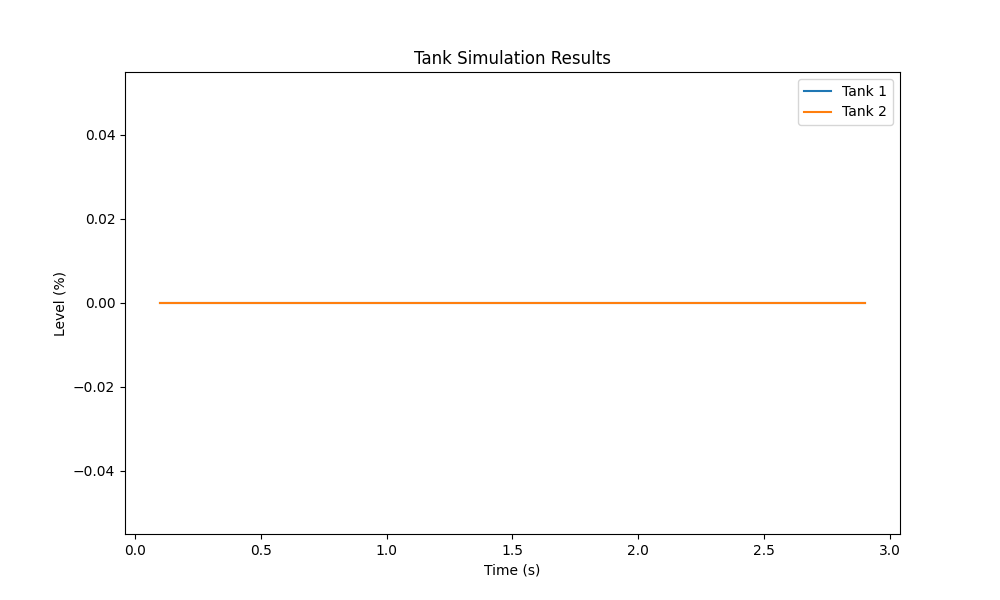 Tank Simulation Results
Tank 1
Tank 2
0.04
0.02
0.00
−0.02
−0.04
Level (%)
0.0 0.5 1.0 1.5 2.0 2.5 3.0
Time (s)